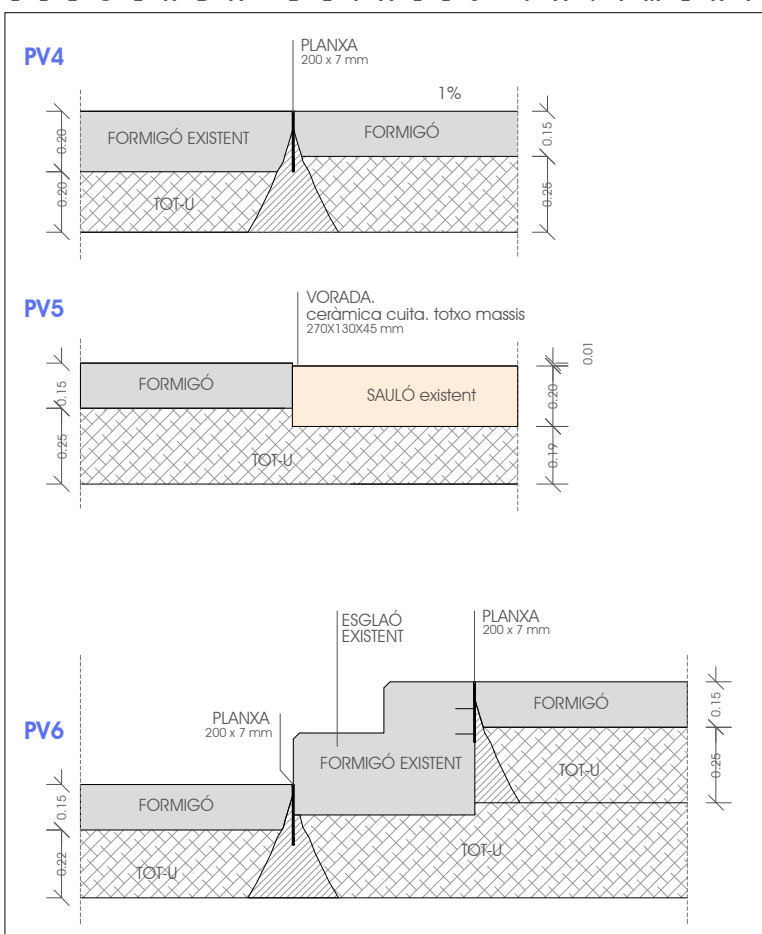 PV4
PLANXA
200 x 7 mm
1%
FORMIGÓ EXISTENT
FORMIGÓ
TOT-U
0.20
0.20
0.15
0.25
PV5
VORADA.
ceràmica cuita. totxo massis
270X130X45 mm
FORMIGÓ
SAULÓ existent
TOT-U
0.15
0.25
0.01
0.20
0.19
PV6
ESGLAÓ
EXISTENT
PLANXA
200 x 7 mm
PLANXA
200 x 7 mm
FORMIGÓ
FORMIGÓ EXISTENT
FORMIGÓ
TOT-U
TOT-U
TOT-U
0.15
0.22
0.15
0.25